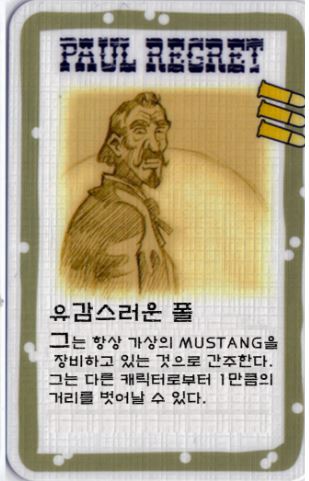 PAUL REGRET
유감스러운 폴
그는 항상 가상의 MUSTANG을
장비하고 있는 것으로 간주한다.
그는 다른 캐릭터로부터 1만큼의
거리를 벗어날 수 있다.